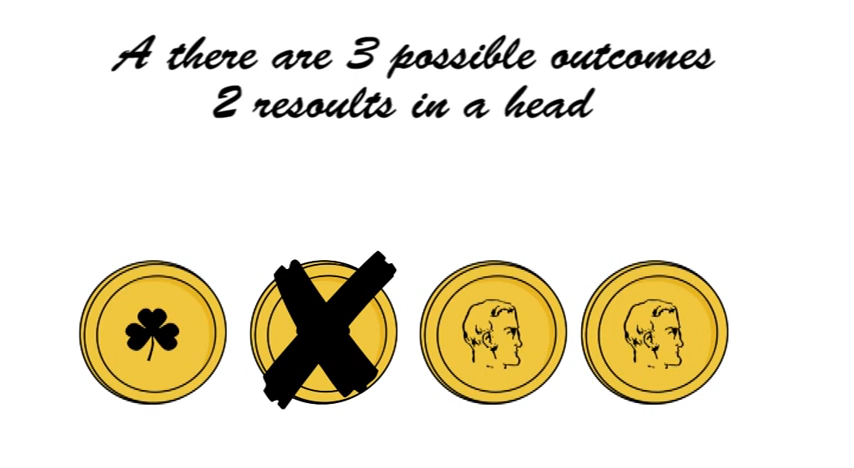 A there are 3 possible outcomes
2 resoults in a head